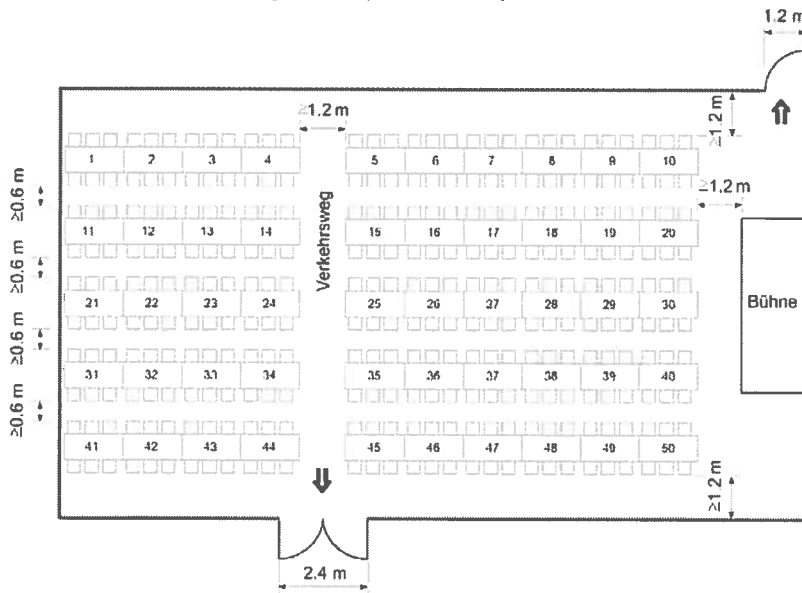 1.2 m
≥1.2 m
≥1.2 m
1 2 3 4
5 6 7 8 9 10
≥0.6 m
≥1.2 m
11 12 13 14
15 16 17 18 19 20
Verkehrsweg
≥0.6 m
21 22 23 24
25 26 27 28 29 30
Bühne
≥0.6 m
31 32 33 34
35 36 37 38 39 40
≥0.6 m
41 42 43 44
45 46 47 48 49 50
≥1.2 m
2.4 m